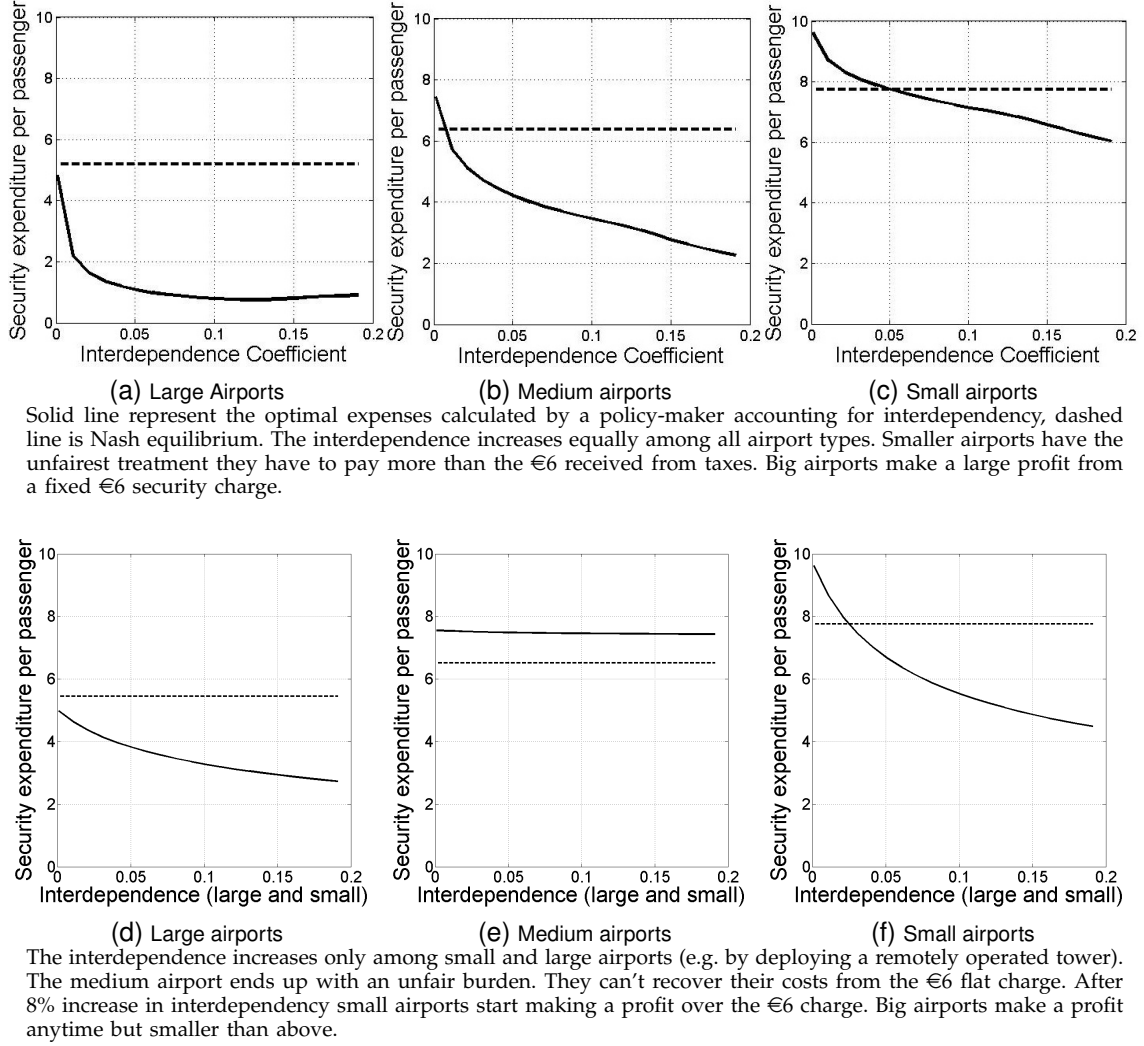 Security expenditure per passenger
10
8
6
4
2
0
0 0.05 0.1 0.15 0.2
Interdependence Coefficient
(a) Large Airports
Security expenditure per passenger
10
8
6
4
2
0
0 0.05 0.1 0.15 0.2
Interdependence Coefficient
(b) Medium airports
Security expenditure per passenger
10
8
6
4
2
0
0 0.05 0.1 0.15 0.2
Interdependence Coefficient
(c) Small airports
Solid line represent the optimal expenses calculated by a policy-maker accounting for interdependency, dashed
line is Nash equilibrium. The interdependence increases equally among all airport types. Smaller airports have the
unfairest treatment they have to pay more than the €6 received from taxes. Big airports make a large profit from
a fixed €6 security charge.
Security expenditure per passenger
10
8
6
4
2
0
0 0.05 0.1 0.15 0.2
Interdependence (large and small)
(d) Large airports
Security expenditure per passenger
10
8
6
4
2
0
0 0.05 0.1 0.15 0.2
Interdependence (large and small)
(e) Medium airports
Security expenditure per passenger
10
8
6
4
2
0
0 0.05 0.1 0.15 0.2
Interdependence (large and small)
(f) Small airports
The interdependence increases only among small and large airports (e.g. by deploying a remotely operated tower).
The medium airport ends up with an unfair burden. They can't recover their costs from the €6 flat charge. After
8% increase in interdependency small airports start making a profit over the €6 charge. Big airports make a profit
anytime but smaller than above.